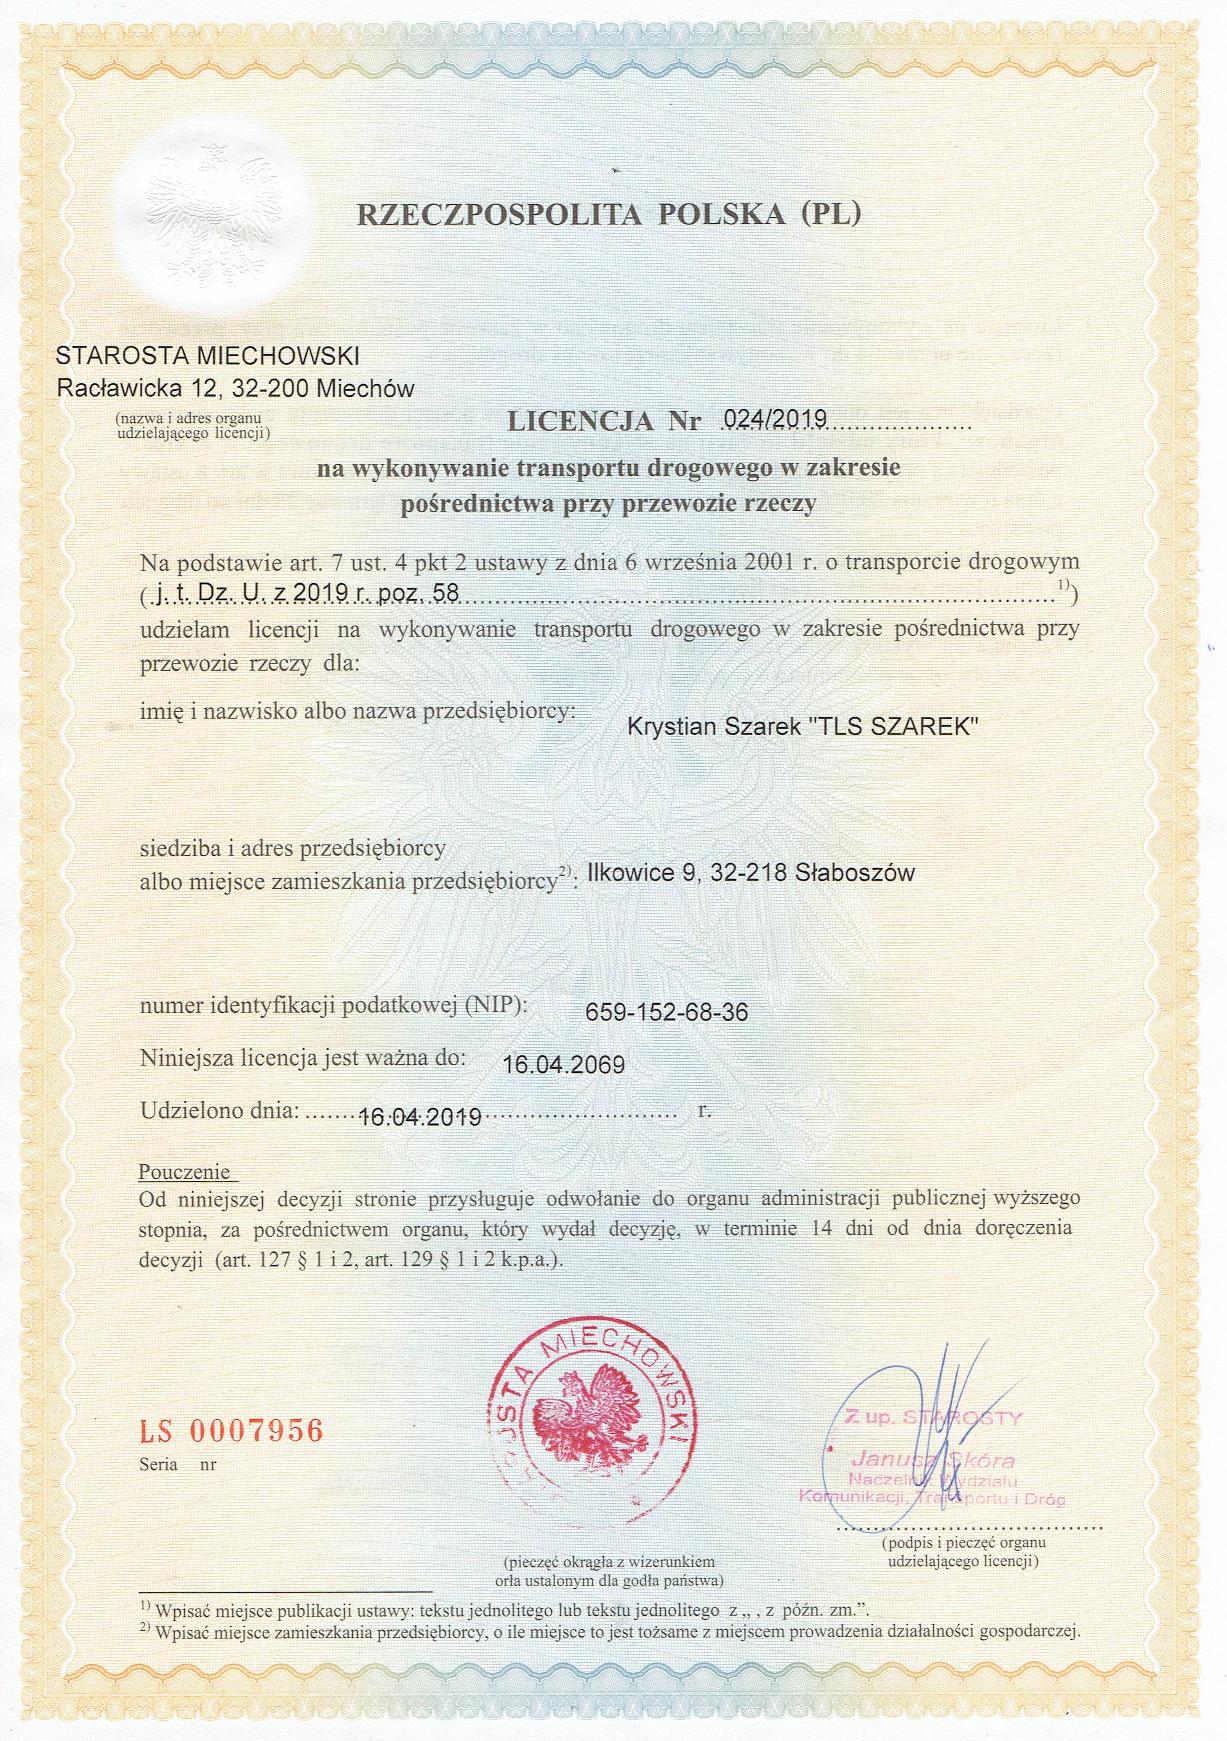 RZECZPOSPOLITA POLSKA (PL)
STAROSTA MIECHOWSKI
Racławicka 12, 32-200 Miechów
(nazwa i adres organu
udzielającego licencji)
LICENCJA Nr 024/2019
na wykonywanie transportu drogowego w zakresie
pośrednictwa przy przewozie rzeczy
Na podstawie art. 7 ust. 4 pkt 2 ustawy z dnia 6 września 2001 r. o transporcie drogowym
(j. t. Dz. U. z 2019 r. poz. 58 1))
udzielam licencji na wykonywanie transportu drogowego w zakresie pośrednictwa przy
przewozie rzeczy dla:
imię i nazwisko albo nazwa przedsiębiorcy: Krystian Szarek "TLS SZAREK"
siedziba i adres przedsiębiorcy
albo miejsce zamieszkania przedsiębiorcy2): Ilkowice 9, 32-218 Słaboszów
numer identyfikacji podatkowej (NIP): 659-152-68-36
Niniejsza licencja jest ważna do: 16.04.2069
Udzielono dnia: 16.04.2019 r.
Pouczenie
Od niniejszej decyzji stronie przysługuje odwołanie do organu administracji publicznej wyższego
stopnia, za pośrednictwem organu, który wydał decyzję, w terminie 14 dni od dnia doręczenia
decyzji (art. 127 § 1 i 2, art. 129 § 1 i 2 k.p.a.).
MIECHOWSKI
LS 0007956
Seria nr
Z up. STAROSTY
Janusz Skóra
Naczelnik Wydziału
Komunikacji, Transportu i Dróg
(podpis i pieczęć organu
udzielającego licencji)
(pieczęć okrągła z wizerunkiem
orła ustalonym dla godła państwa)
1) Wpisać miejsce publikacji ustawy: tekstu jednolitego lub tekstu jednolitego z „ , z późn. zm.”.
2) Wpisać miejsce zamieszkania przedsiębiorcy, o ile miejsce to jest tożsame z miejscem prowadzenia działalności gospodarczej.